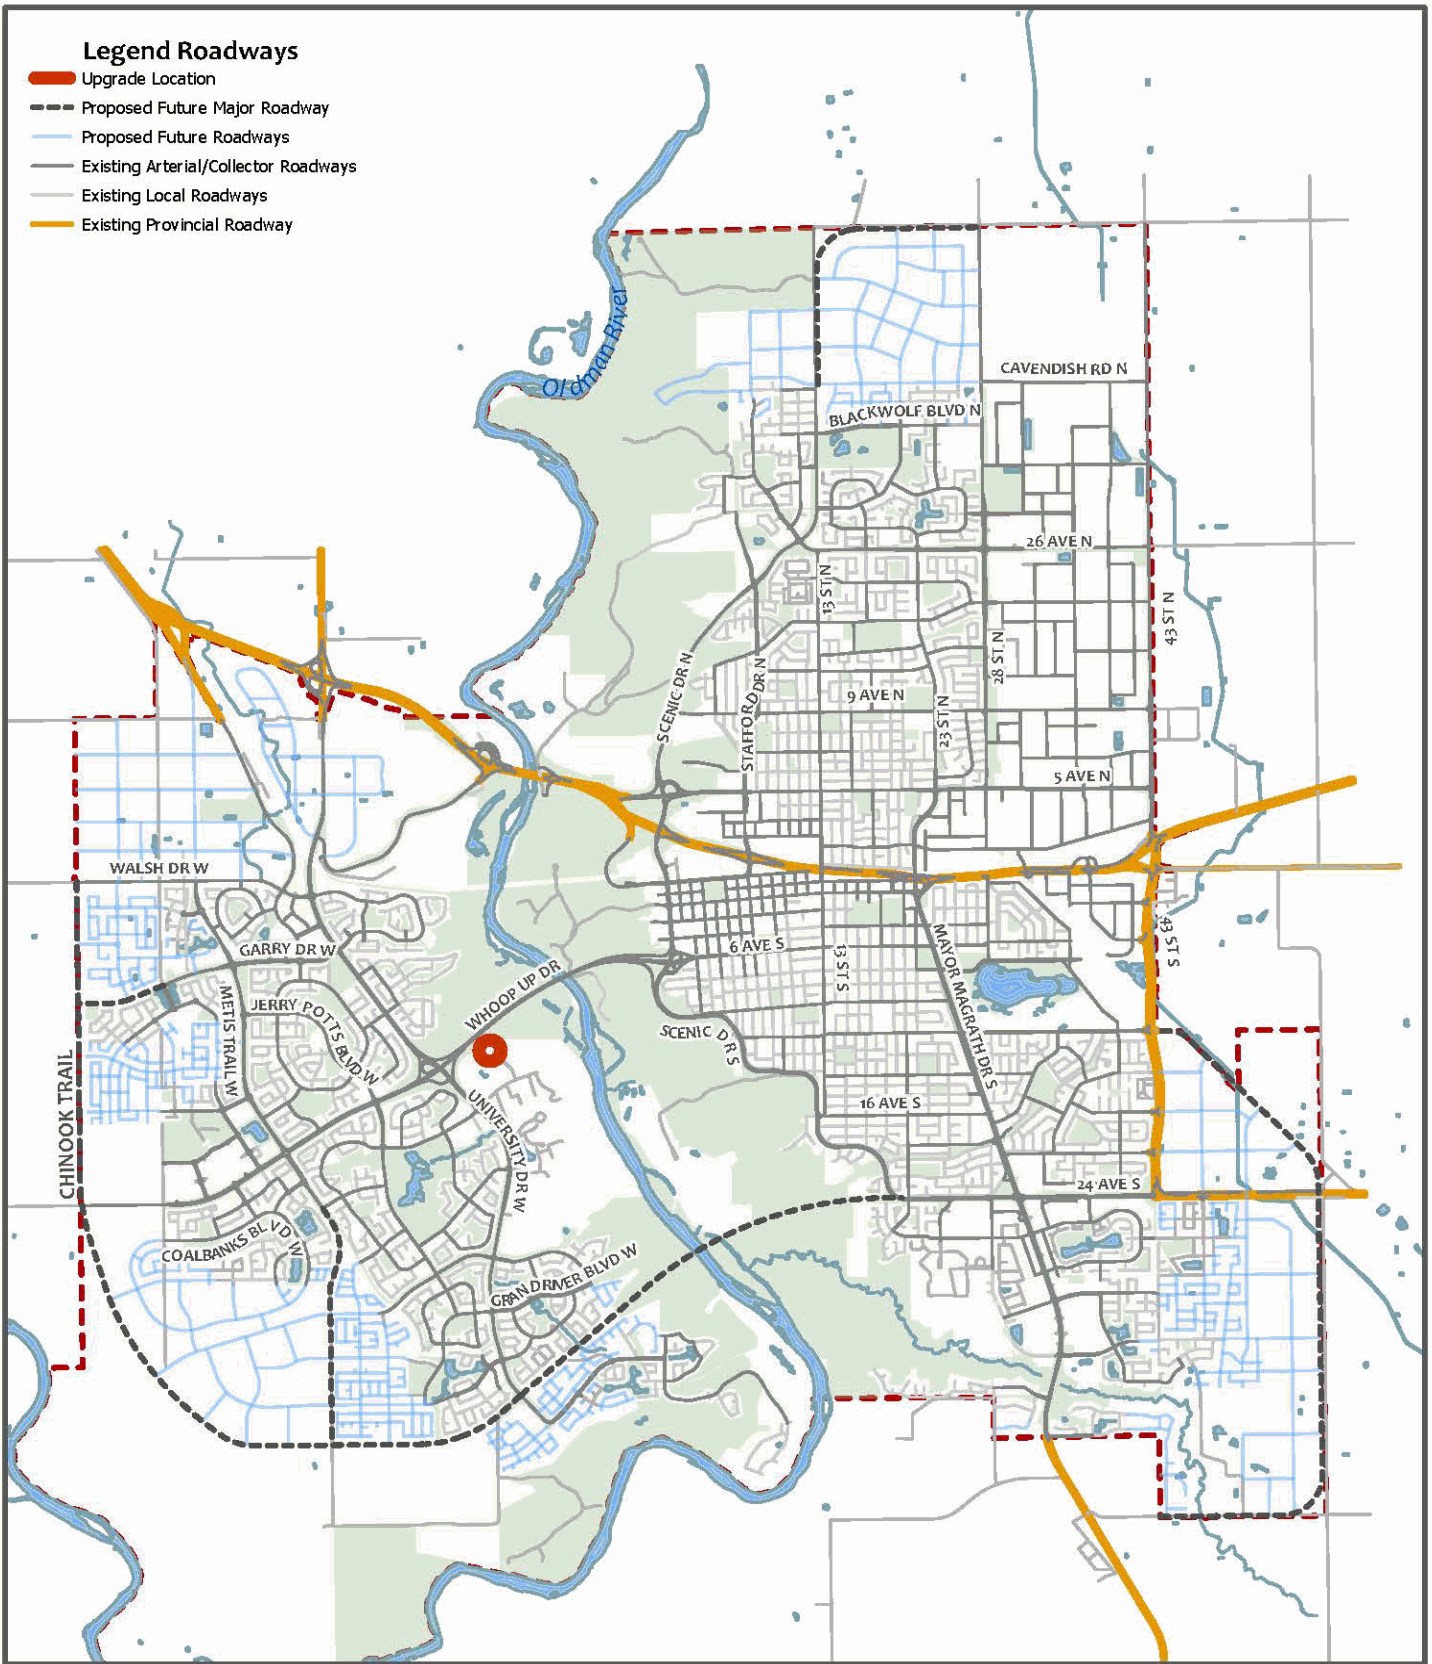 Legend Roadways
Upgrade Location
Proposed Future Major Roadway
Proposed Future Roadways
Existing Arterial/Collector Roadways
Existing Local Roadways
Existing Provincial Roadway
Oldman River
CAVENDISH RD N
BLACKWOLF BLVD N
26 AVE N
13 ST N
43 ST N
28 ST N
SCENIC DR N
STAFFORD DR N
9 AVE N
23 ST N
5 AVE N
WALSH DR W
GARRY DR W
6 AVE S
13 ST S
MAYOR MAGRATH DR S
43 ST S
WHOOP UP DR
METIS TRAIL W
JERRY POTTS BLVD W
SCENIC DR S
CHINOOK TRAIL
UNIVERSITY DR W
16 AVE S
24 AVE S
COALBANKS BLVD W
GRANDRIVER BLVD W